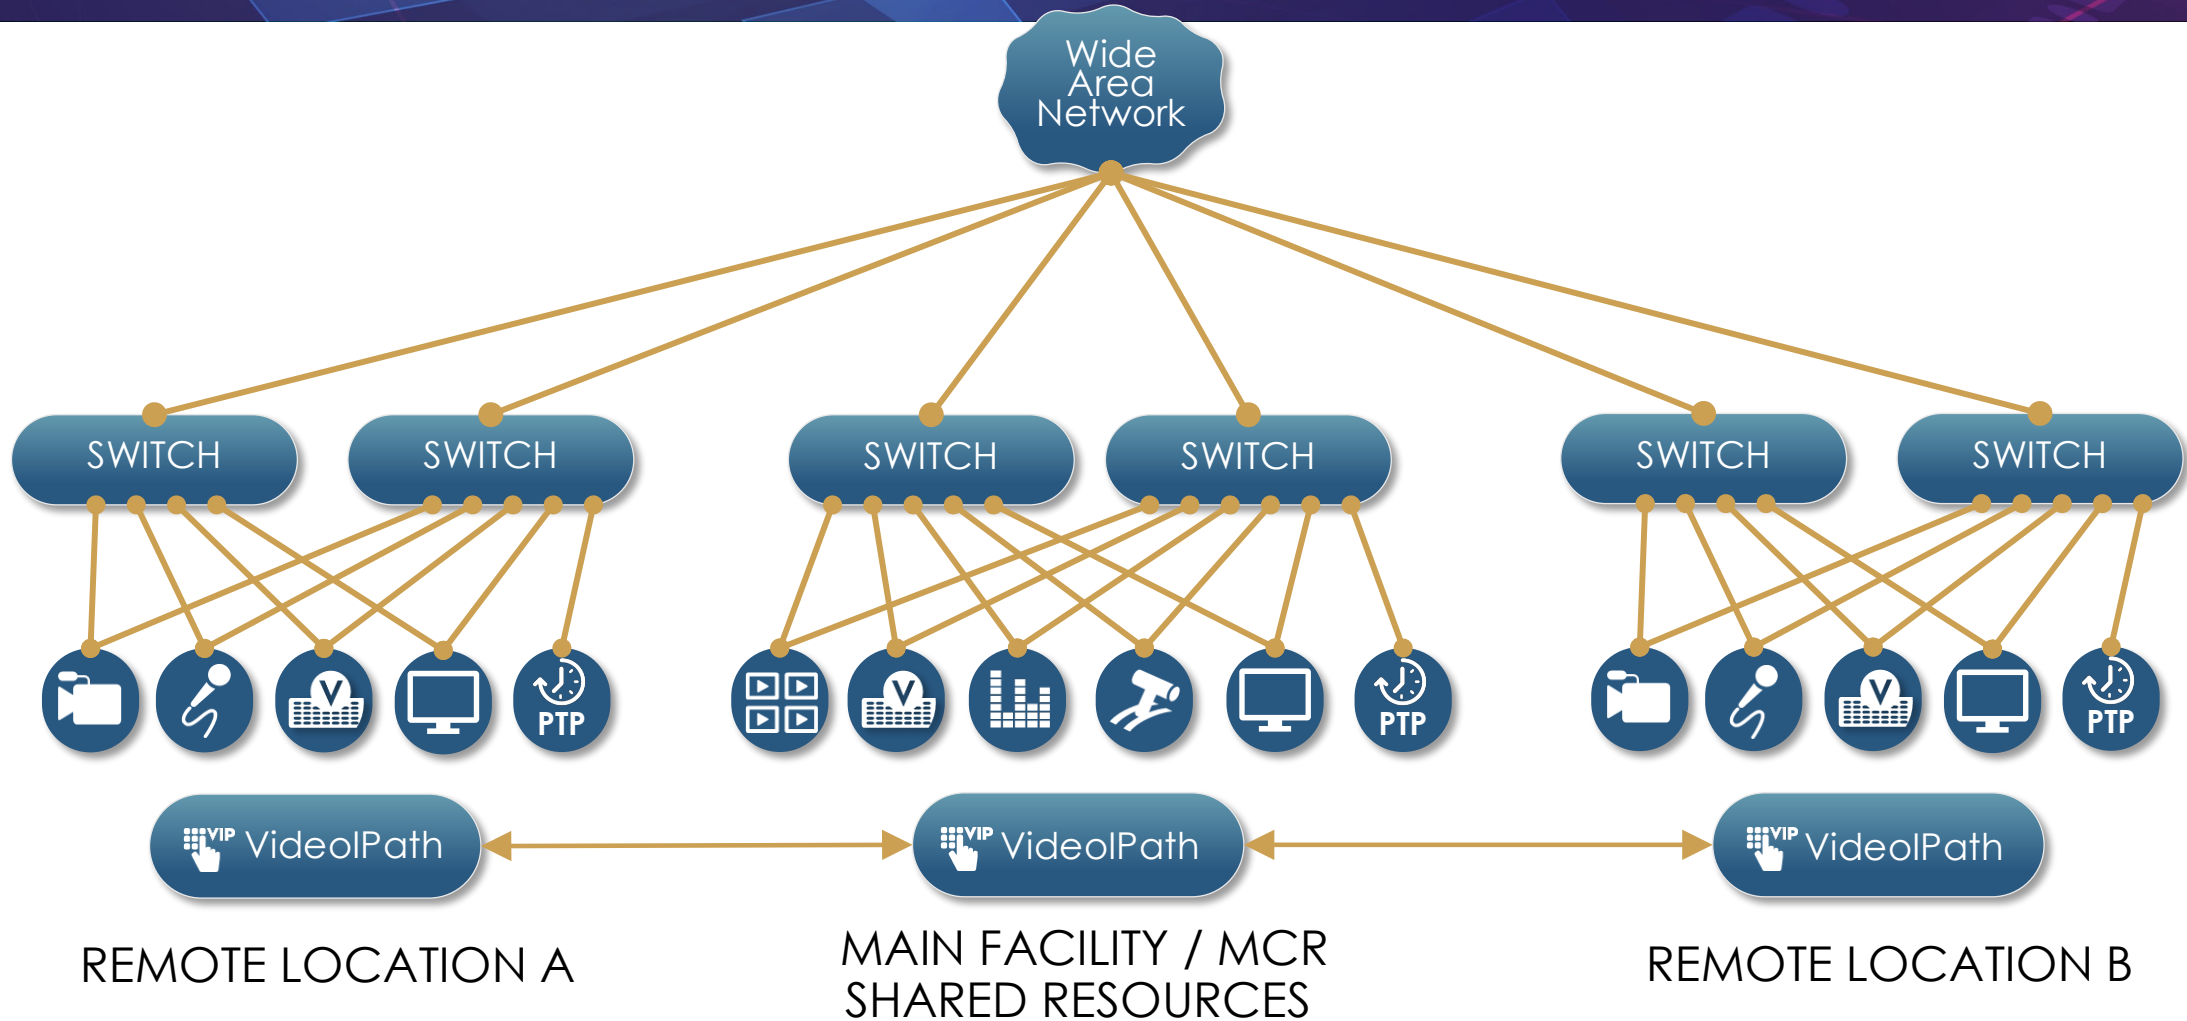 Wide
Area
Network
SWITCH
SWITCH
SWITCH
SWITCH
SWITCH
SWITCH
V
PTP
V
PTP
V
PTP
VIP VideoIPath
VIP VideoIPath
VIP VideoIPath
REMOTE LOCATION A
MAIN FACILITY / MCR
SHARED RESOURCES
REMOTE LOCATION B